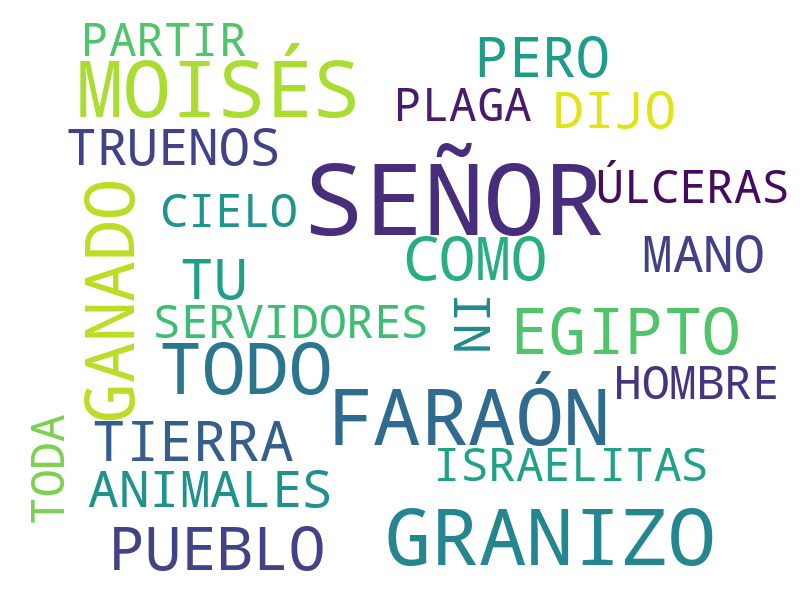 PARTIR
MOISÉS
PERO
PLAGA
DIJO
TRUENOS
SEÑOR
ÚLCERAS
GANADO
CIELO
COMO
MANO
TU
SERVIDORES
NI
EGIPTO
TODO
HOMBRE
FARAÓN
TIERRA
TODA
ISRAELITAS
ANIMALES
GRANIZO
PUEBLO